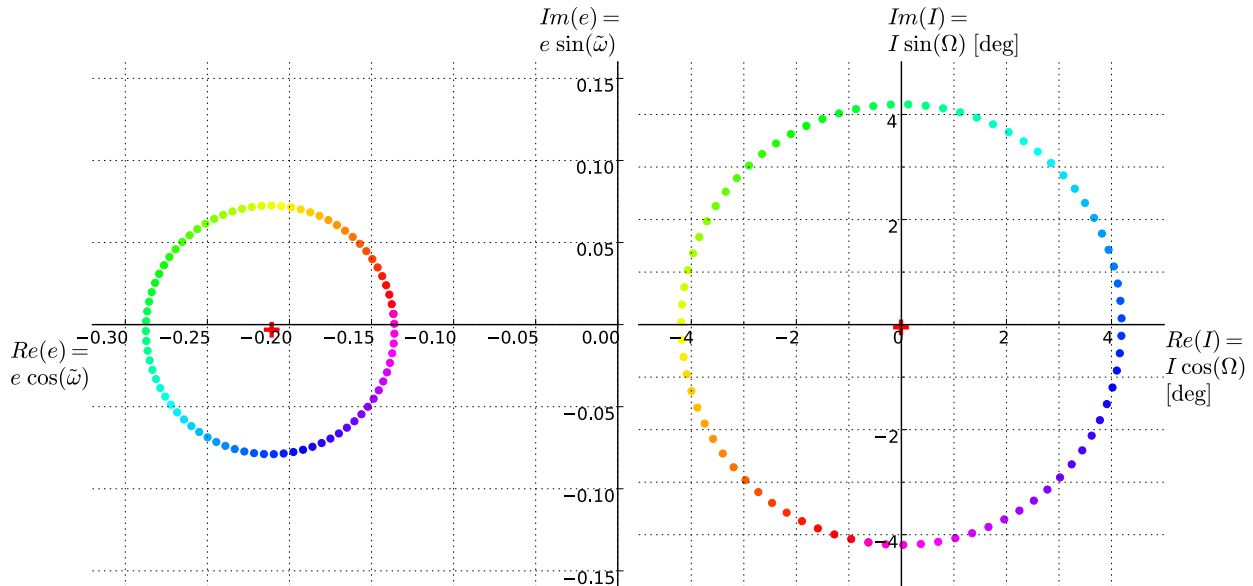 Im(e) =
e sin(ω̃)
0.15
0.10
0.05
−0.30
−0.25
−0.20
−0.15
−0.10
−0.05
0.00
Re(e) =
e cos(ω̃)
−0.05
−0.10
−0.15
Im(I) =
I sin(Ω) [deg]
4
2
−4
−2
0
2
4
Re(I) =
I cos(Ω)
[deg]
−2
−4